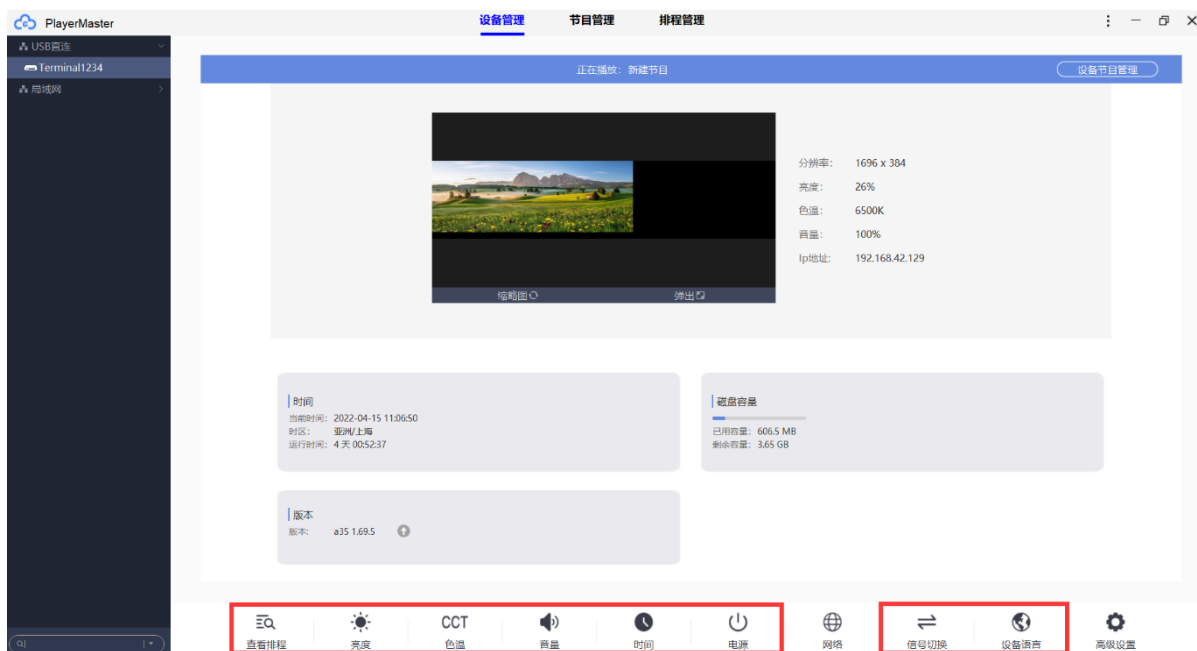 PlayerMaster
设备管理 节目管理 排程管理
USB直连
Terminal1234
局域网
正在播放: 新建节目 设备节目管理
分辨率: 1696 x 384
亮度: 26%
色温: 6500K
音量: 100%
Ip地址: 192.168.42.129
缩略图 弹出
时间
当前时间: 2022-04-15 11:06:50
时区: 亚洲/上海
运行时间: 4 天 00:52:37
磁盘容量
已用容量: 606.5 MB
剩余容量: 3.65 GB
版本
版本: a35 1.69.5
CCT
查看排程 亮度 色温 音量 时间 电源 网络 信号切换 设备语言 高级设置